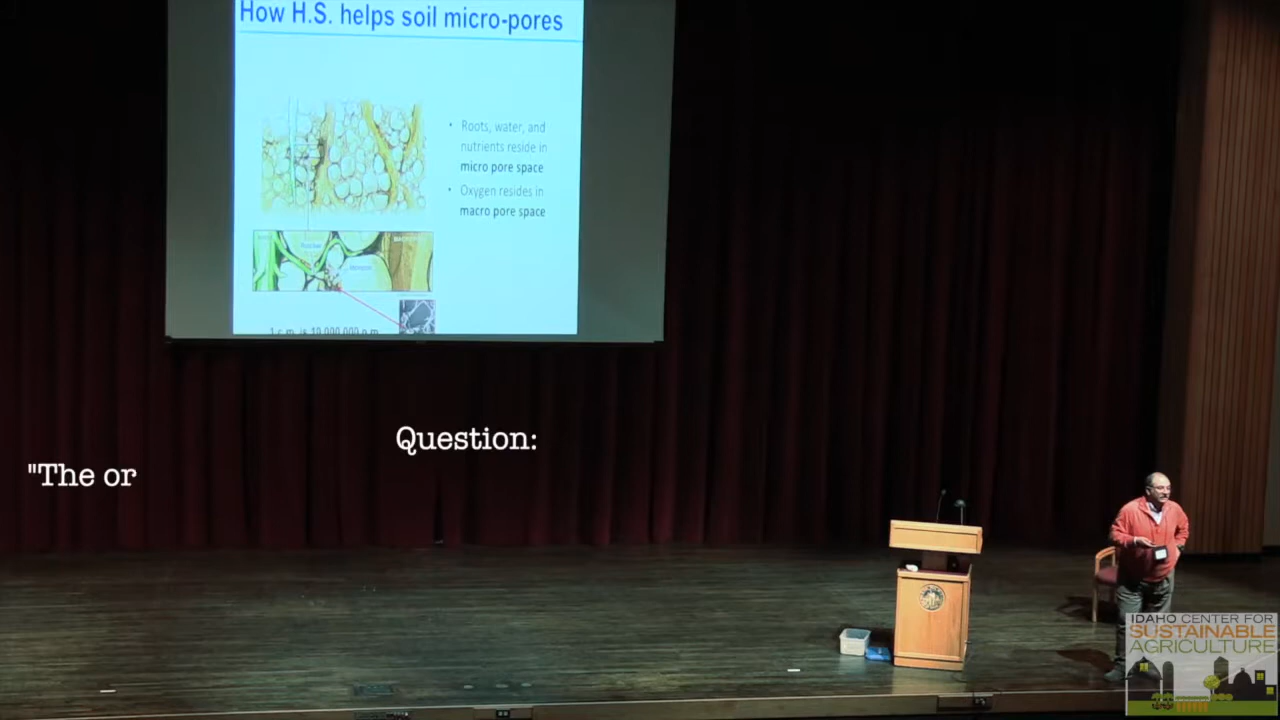 How H.S. helps soil micro-pores
• Roots, water, and
nutrients reside in
micro pore space
• Oxygen resides in
macro pore space
Question:
"The or
IDAHO CENTER FOR
SUSTAINABLE
AGRICULTURE